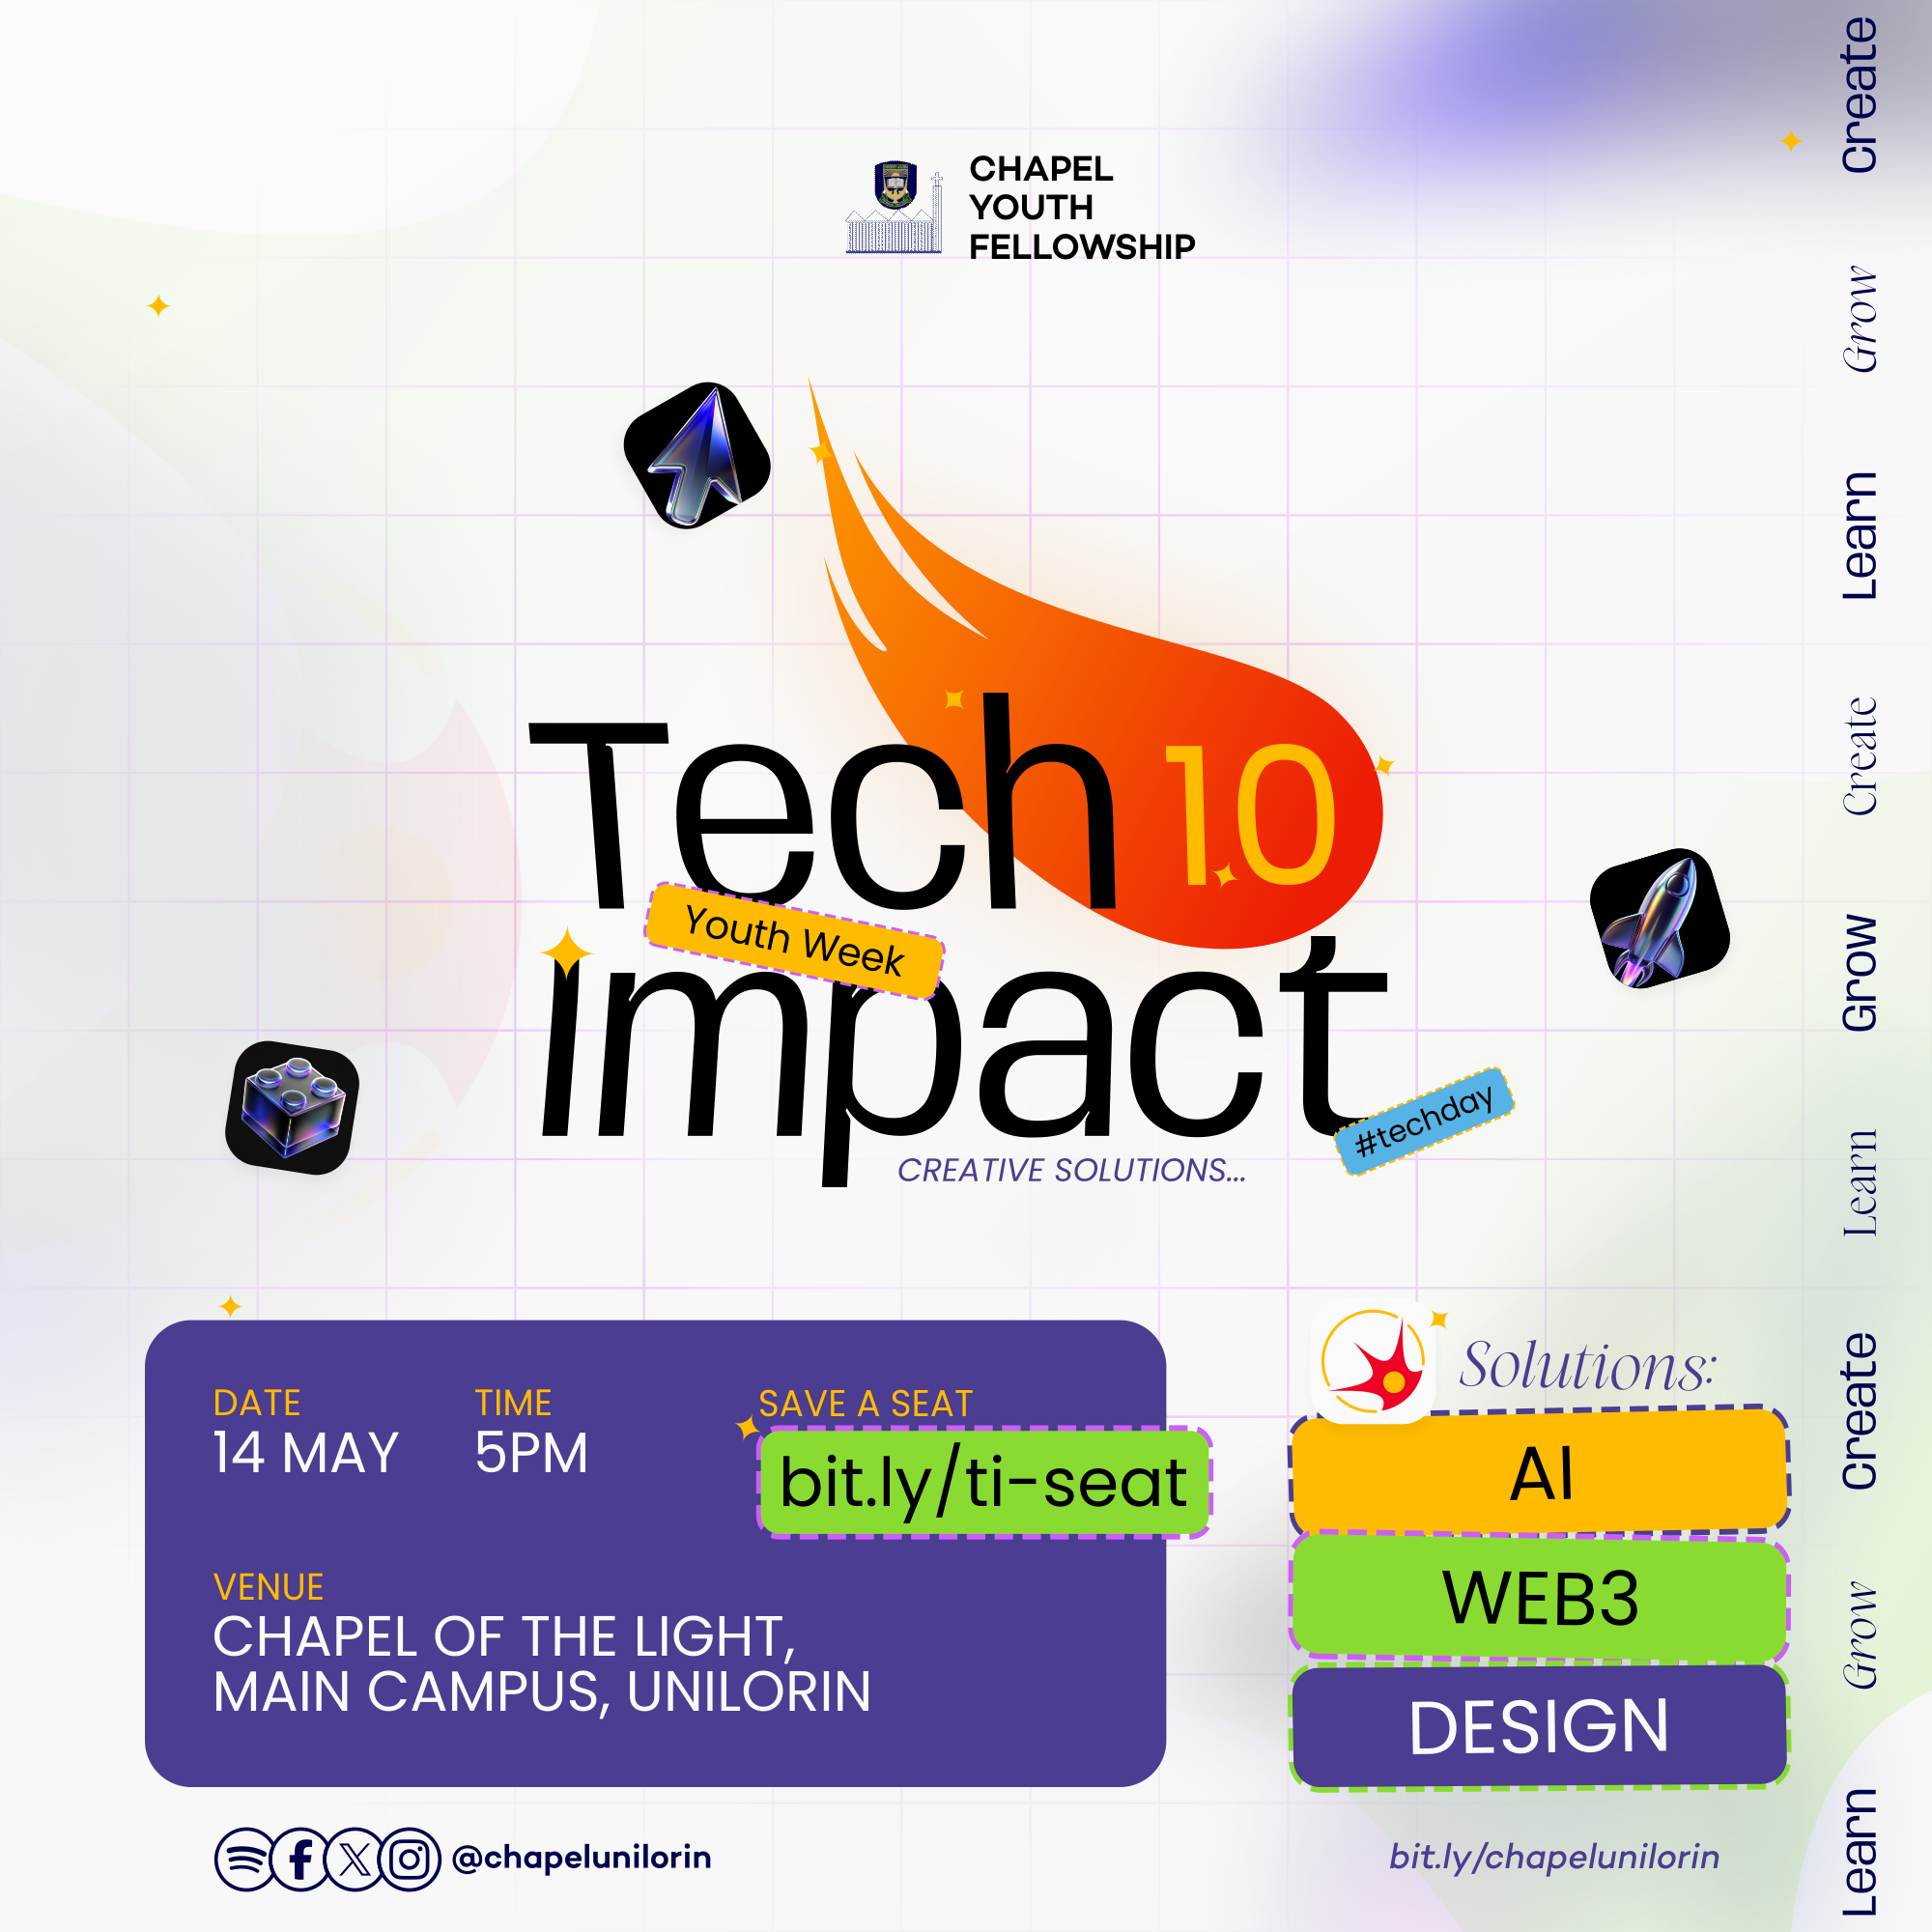 CHAPEL
YOUTH
FELLOWSHIP
Tech 10
Youth Week
impact
#techday
CREATIVE SOLUTIONS...
DATE
14 MAY
TIME
5PM
SAVE A SEAT
bit.ly/ti-seat
VENUE
CHAPEL OF THE LIGHT,
MAIN CAMPUS, UNILORIN
Solutions:
AI
WEB3
DESIGN
@chapelunilorin
bit.ly/chapelunilorin
Learn Grow Create Learn Grow Create Learn Grow Create